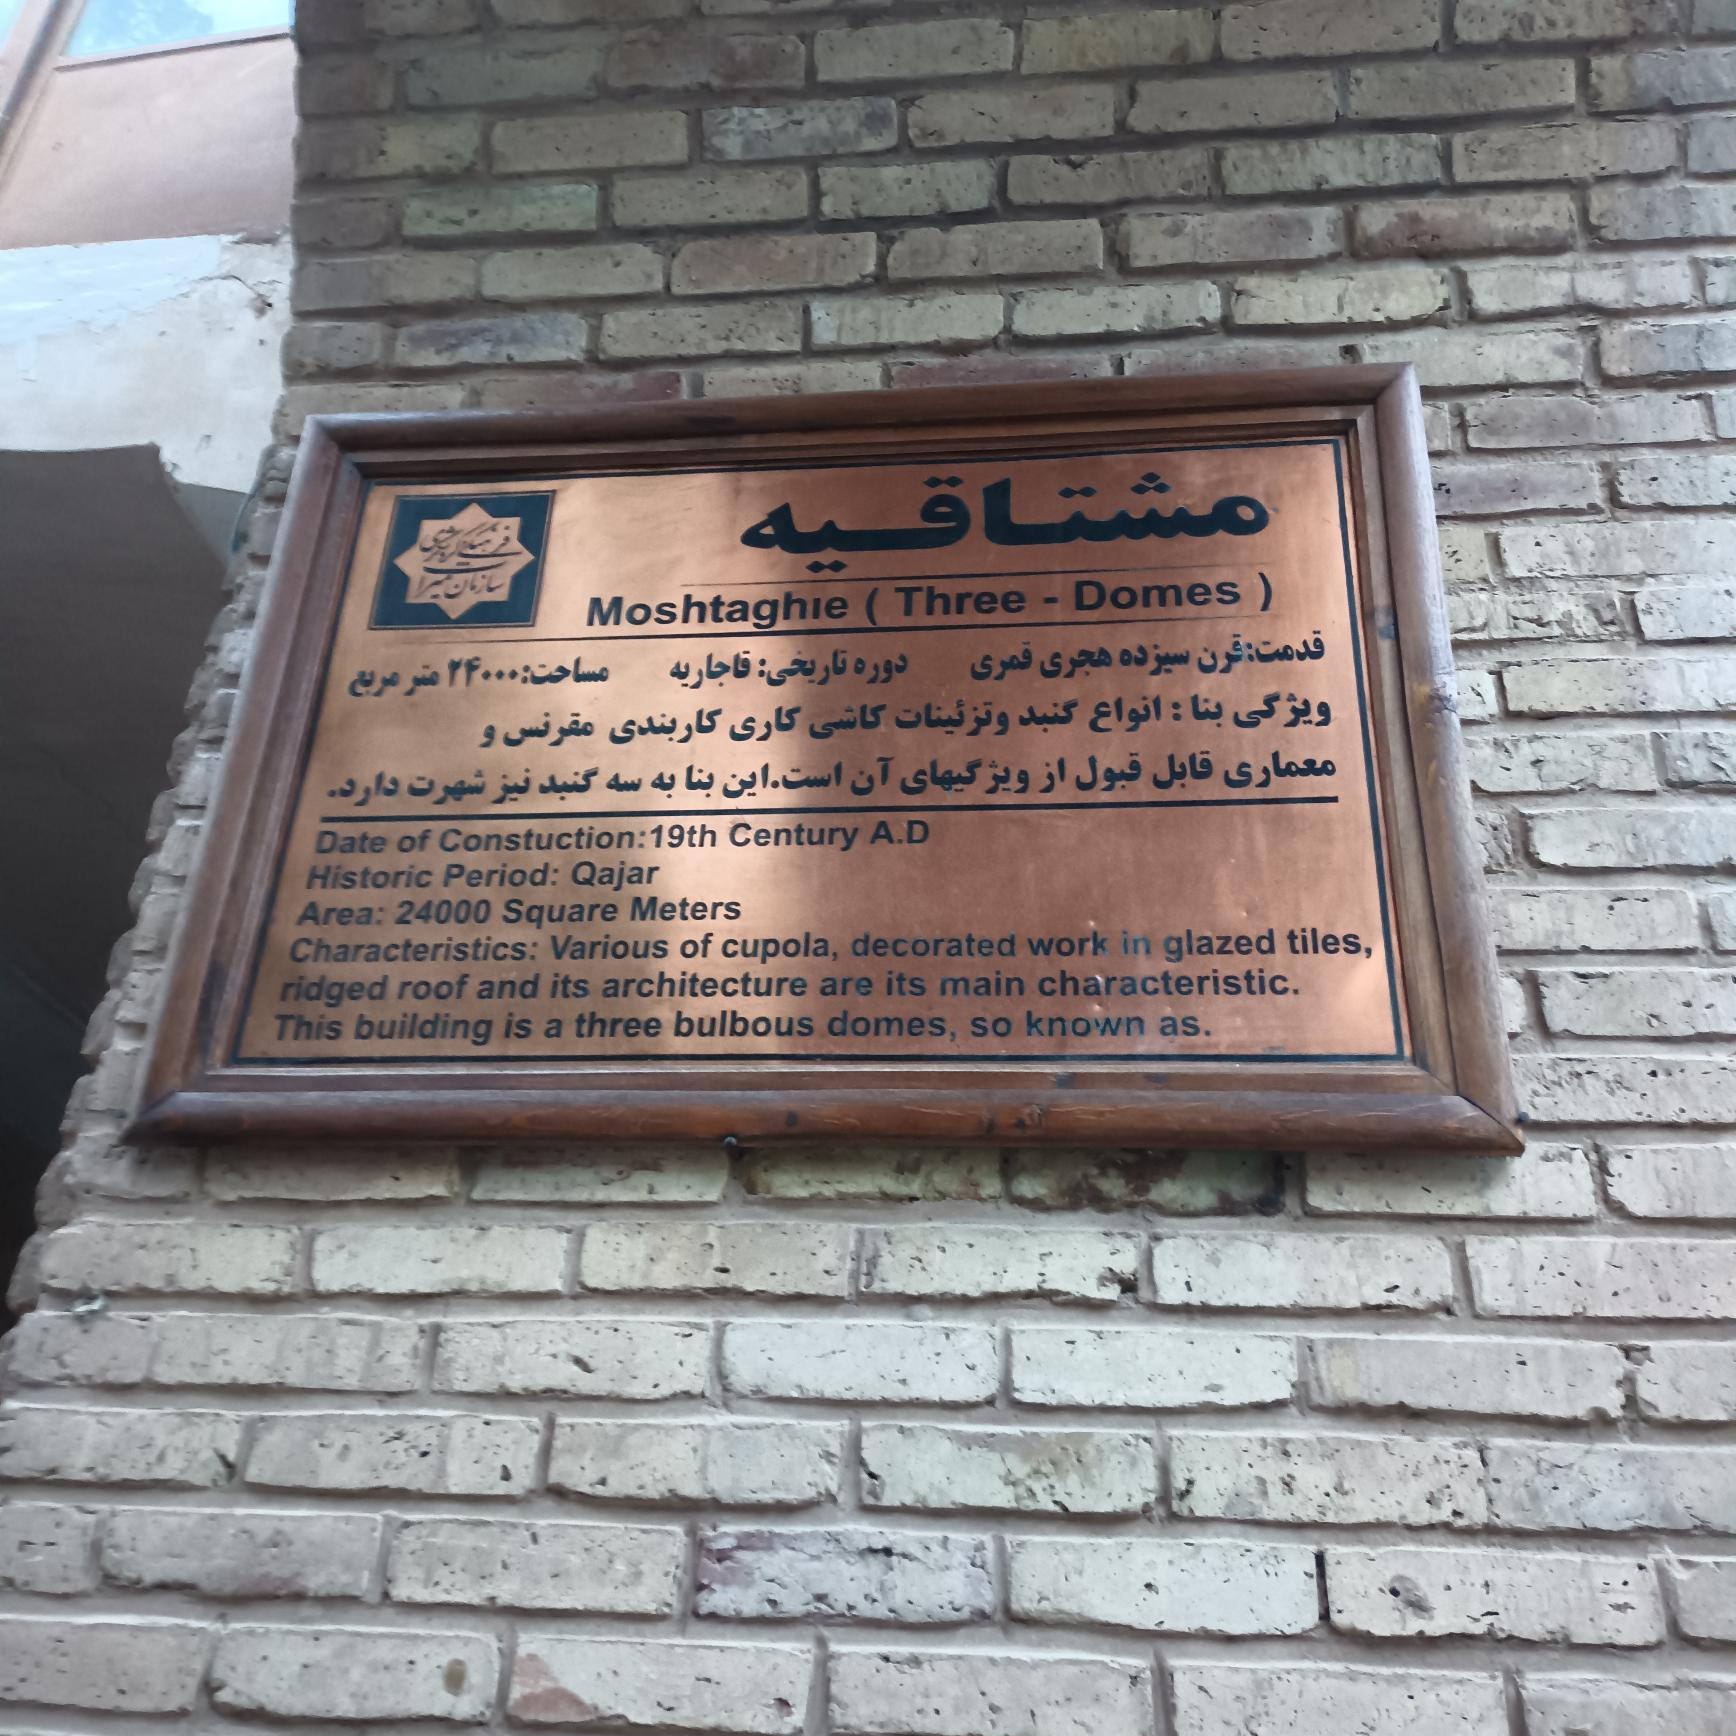 سازمان میراث فرهنگی و گردشگری
مشتاقیه
Moshtaghie ( Three - Domes )
قدمت:قرن سیزده هجری قمری دوره تاریخی: قاجاریه مساحت:۲۴۰۰۰ متر مربع
ویژگی بنا : انواع گنبد وتزئینات کاشی کاری کاربندی مقرنس و
معماری قابل قبول از ویژگیهای آن است.این بنا به سه گنبد نیز شهرت دارد.
Date of Constuction:19th Century A.D
Historic Period: Qajar
Area: 24000 Square Meters
Characteristics: Various of cupola, decorated work in glazed tiles,
ridged roof and its architecture are its main characteristic.
This building is a three bulbous domes, so known as.